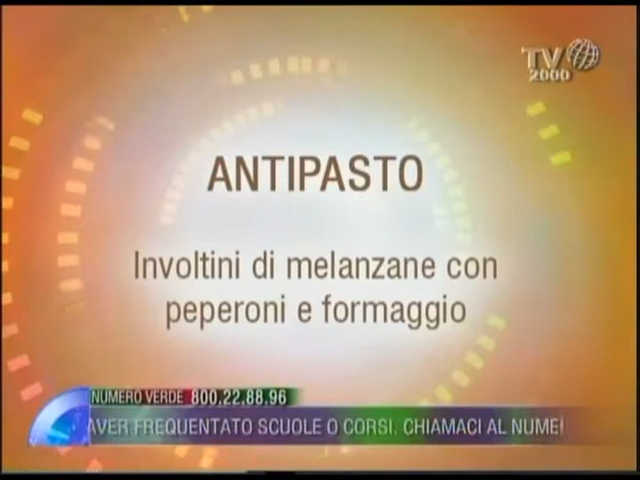 TV
2000
ANTIPASTO
Involtini di melanzane con
peperoni e formaggio
NUMERO VERDE 800.22.88.96
AVER FREQUENTATO SCUOLE O CORSI. CHIAMACI AL